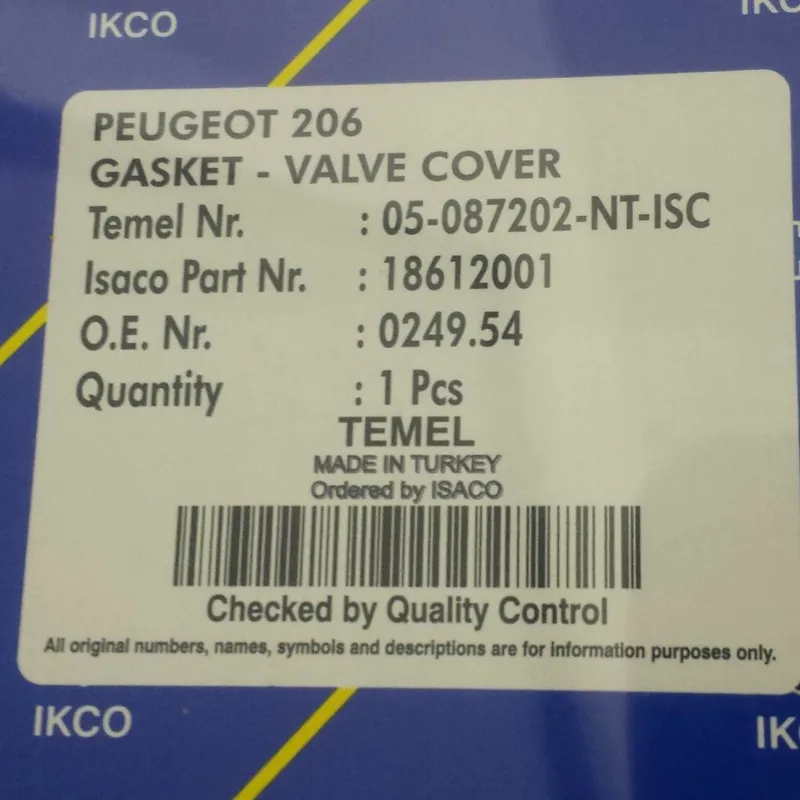 IKCO
PEUGEOT 206
GASKET - VALVE COVER
Temel Nr. : 05-087202-NT-ISC
Isaco Part Nr. : 18612001
O.E. Nr. : 0249.54
Quantity : 1 Pcs
TEMEL
MADE IN TURKEY
Ordered by ISACO
Checked by Quality Control
All original numbers, names, symbols and descriptions are for information purposes only.
IKCO